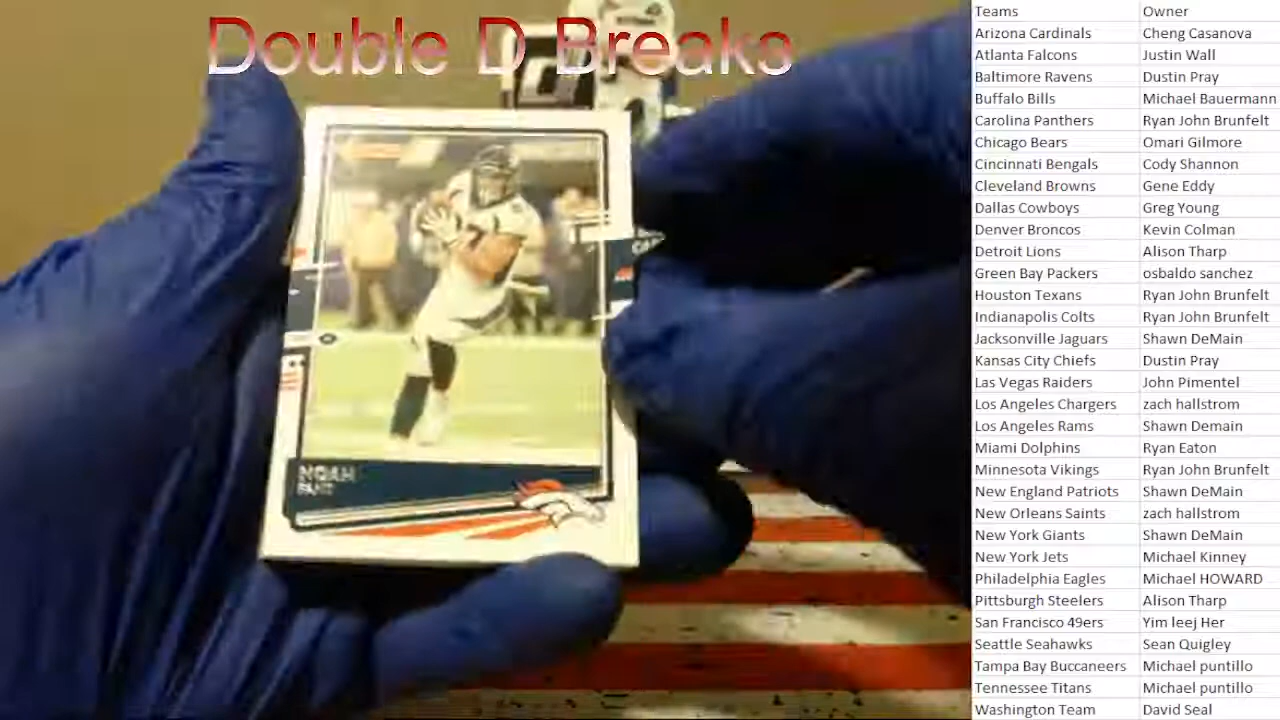 Double D Breaks
NOAH
FANT
Teams Owner
Arizona Cardinals Cheng Casanova
Atlanta Falcons Justin Wall
Baltimore Ravens Dustin Pray
Buffalo Bills Michael Bauermann
Carolina Panthers Ryan John Brunfelt
Chicago Bears Omari Gilmore
Cincinnati Bengals Cody Shannon
Cleveland Browns Gene Eddy
Dallas Cowboys Greg Young
Denver Broncos Kevin Colman
Detroit Lions Alison Tharp
Green Bay Packers osbaldo sanchez
Houston Texans Ryan John Brunfelt
Indianapolis Colts Ryan John Brunfelt
Jacksonville Jaguars Shawn DeMain
Kansas City Chiefs Dustin Pray
Las Vegas Raiders John Pimentel
Los Angeles Chargers zach hallstrom
Los Angeles Rams Shawn Demain
Miami Dolphins Ryan Eaton
Minnesota Vikings Ryan John Brunfelt
New England Patriots Shawn DeMain
New Orleans Saints zach hallstrom
New York Giants Shawn DeMain
New York Jets Michael Kinney
Philadelphia Eagles Michael HOWARD
Pittsburgh Steelers Alison Tharp
San Francisco 49ers Yim leej Her
Seattle Seahawks Sean Quigley
Tampa Bay Buccaneers Michael puntillo
Tennessee Titans Michael puntillo
Washington Team David Seal